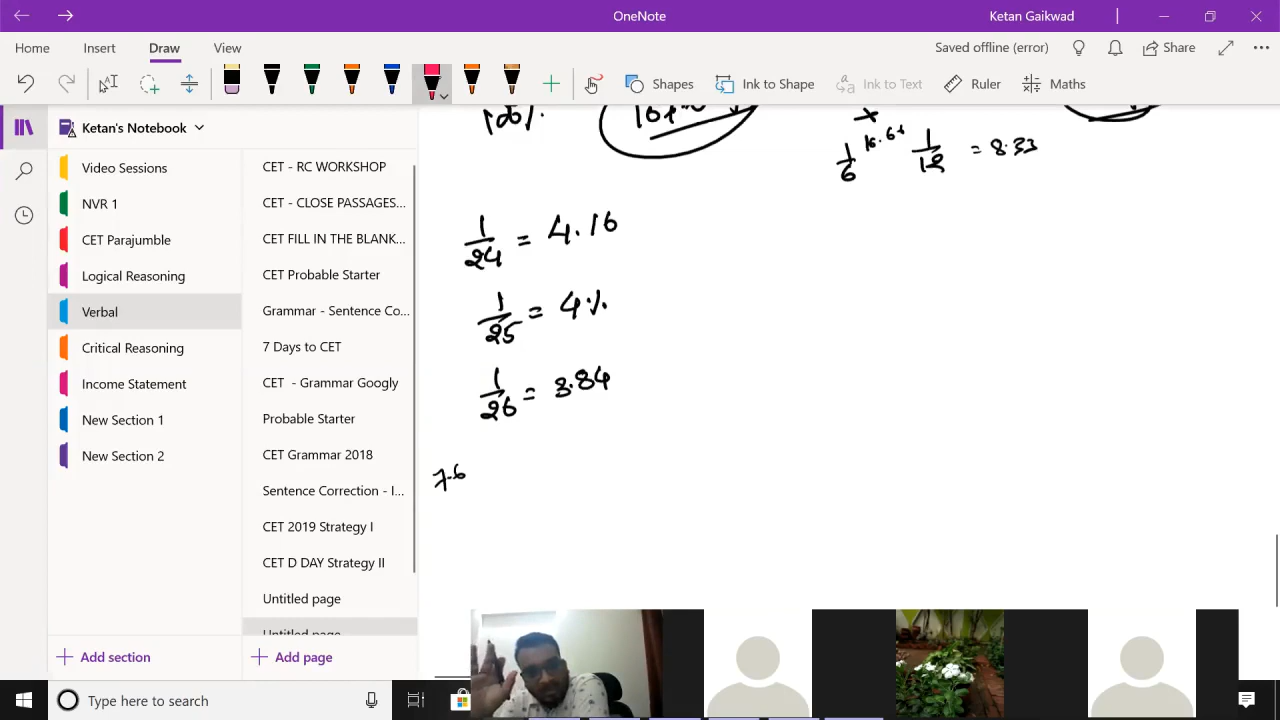 OneNote
Ketan Gaikwad
Home Insert Draw View
Saved offline (error) Share
Shapes Ink to Shape Ink to Text Ruler Maths
Ketan's Notebook
Video Sessions
NVR 1
CET Parajumble
Logical Reasoning
Verbal
Critical Reasoning
Income Statement
New Section 1
New Section 2
Add section
CET - RC WORKSHOP
CET - CLOSE PASSAGES...
CET FILL IN THE BLANK...
CET Probable Starter
Grammar - Sentence Co...
7 Days to CET
CET - Grammar Googly
Probable Starter
CET Grammar 2018
Sentence Correction - I...
CET 2019 Strategy I
CET D DAY Strategy II
Untitled page
Untitled page
Add page
1/6 16.6+ 1/12 = 8.33
1/24 = 4.16
1/25 = 4%
1/26 = 3.84
7.6
Type here to search